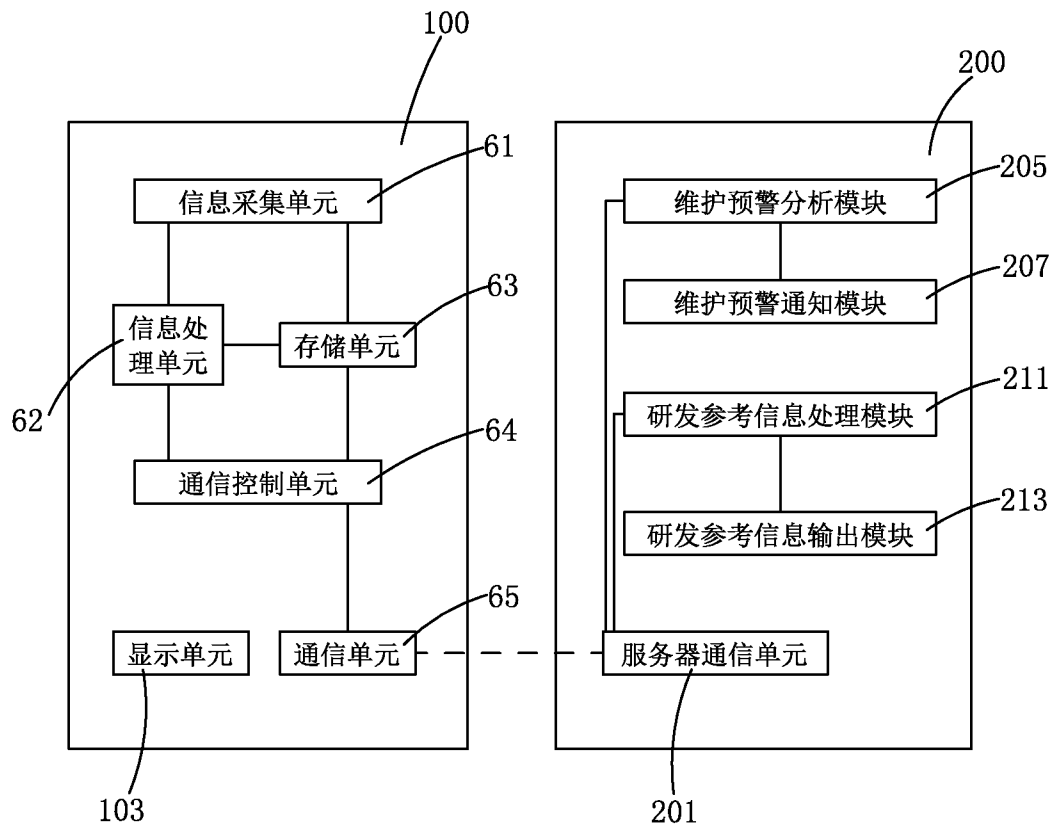 100
200
61
信息采集单元
205
维护预警分析模块
207
维护预警通知模块
63
信息处
理单元
存储单元
62
211
研发参考信息处理模块
64
通信控制单元
213
研发参考信息输出模块
65
显示单元
通信单元
服务器通信单元
103
201